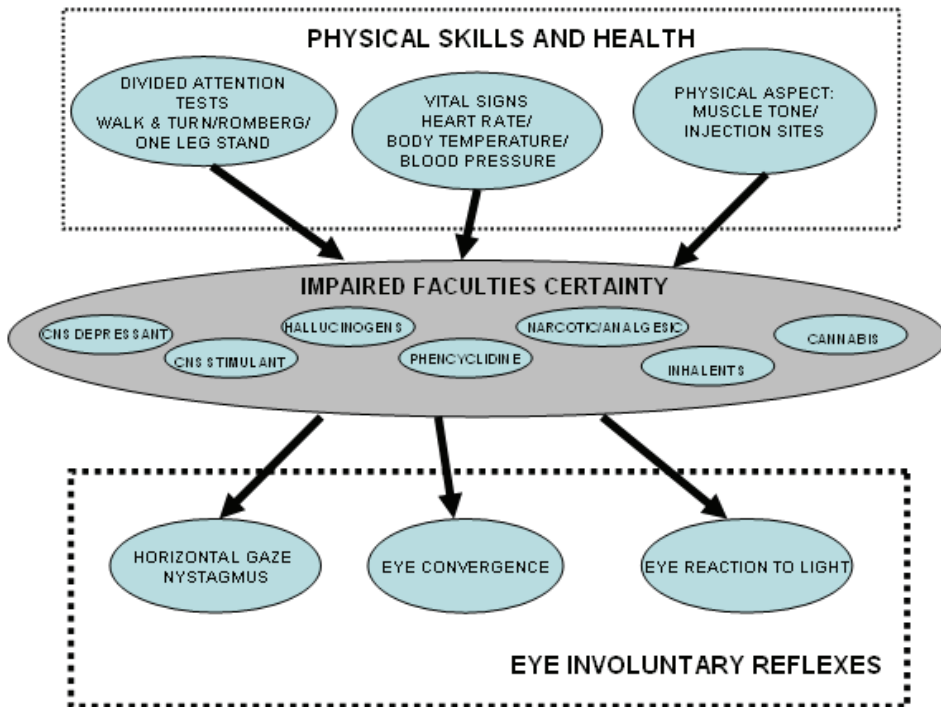 PHYSICAL SKILLS AND HEALTH
DIVIDED ATTENTION
TESTS
WALK & TURN/ROMBERG/
ONE LEG STAND
VITAL SIGNS
HEART RATE/
BODY TEMPERATURE/
BLOOD PRESSURE
PHYSICAL ASPECT:
MUSCLE TONE/
INJECTION SITES
IMPAIRED FACULTIES CERTAINTY
CNS DEPRESSANT
CNS STIMULANT
HALLUCINOGENS
PHENCYCLIDINE
NARCOTIC/ANALGESIC
INHALENTS
CANNABIS
HORIZONTAL GAZE
NYSTAGMUS
EYE CONVERGENCE
EYE REACTION TO LIGHT
EYE INVOLUNTARY REFLEXES